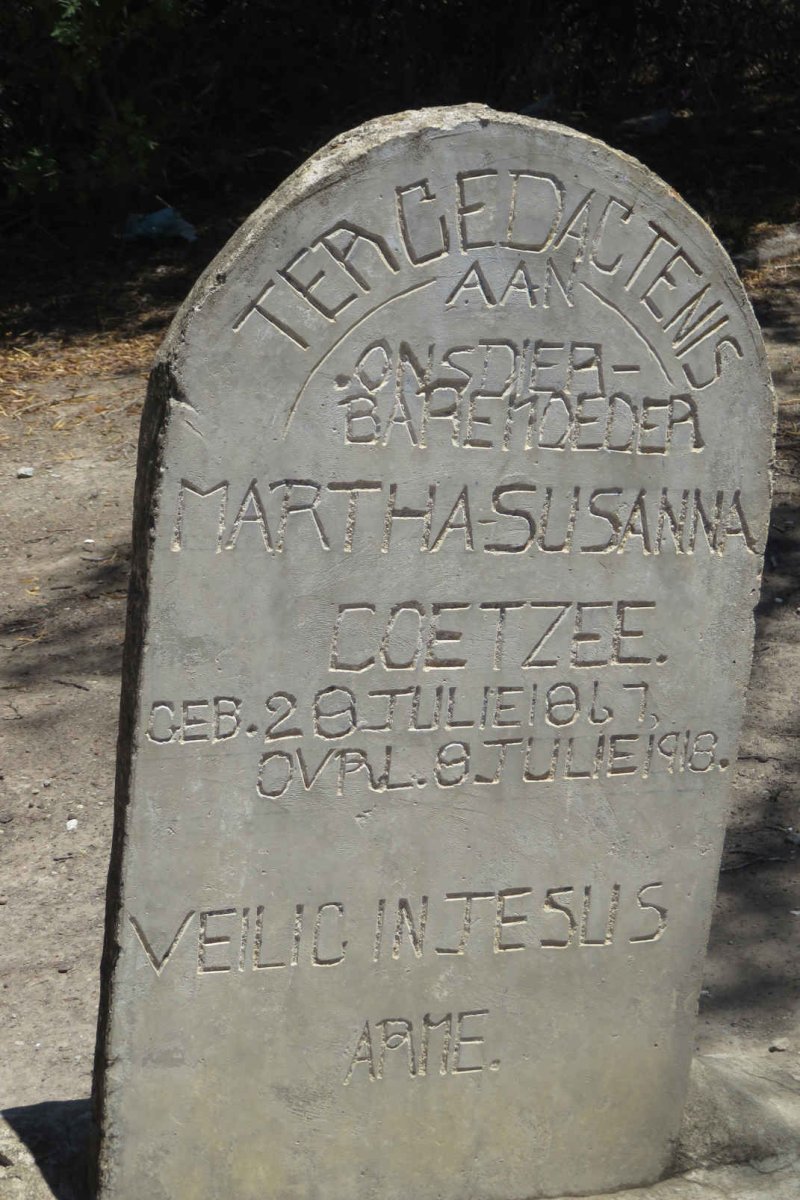 TER GEDACTENIS
AAN
ONS DIER-
BARE MOEDER
MARTHA-SUSANNA
COETZEE.
GEB. 28 JULIE 1867,
OVRL. 8 JULIE 1918.
VEILIG IN JESUS
ARME.